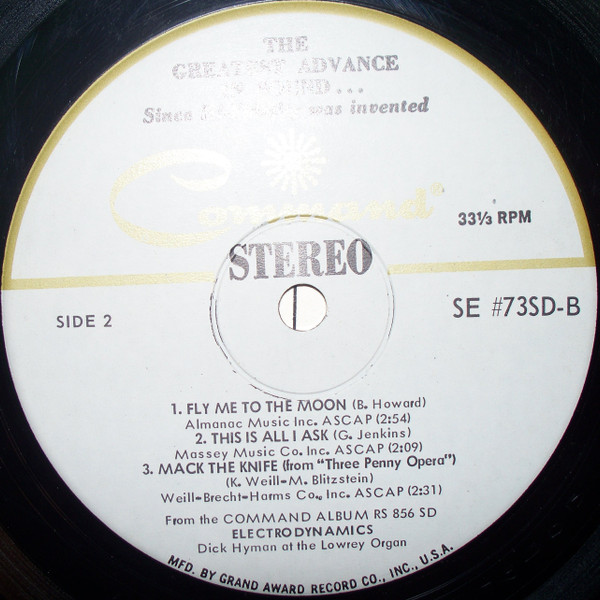 THE
GREATEST ADVANCE
IN SOUND...
Since was invented
Command®
33⅓ RPM
STEREO
SIDE 2
SE #73SD-B
1. FLY ME TO THE MOON (B. Howard)
Almanac Music Inc. ASCAP (2:54)
2. THIS IS ALL I ASK (G. Jenkins)
Massey Music Co. Inc. ASCAP (2:09)
3. MACK THE KNIFE (from "Three Penny Opera")
(K. Weill-M. Blitzstein)
Weill-Brecht-Harms Co., Inc. ASCAP (2:31)
From the COMMAND ALBUM RS 856 SD
ELECTRODYNAMICS
Dick Hyman at the Lowrey Organ
MFD. BY GRAND AWARD RECORD CO., INC., U.S.A.